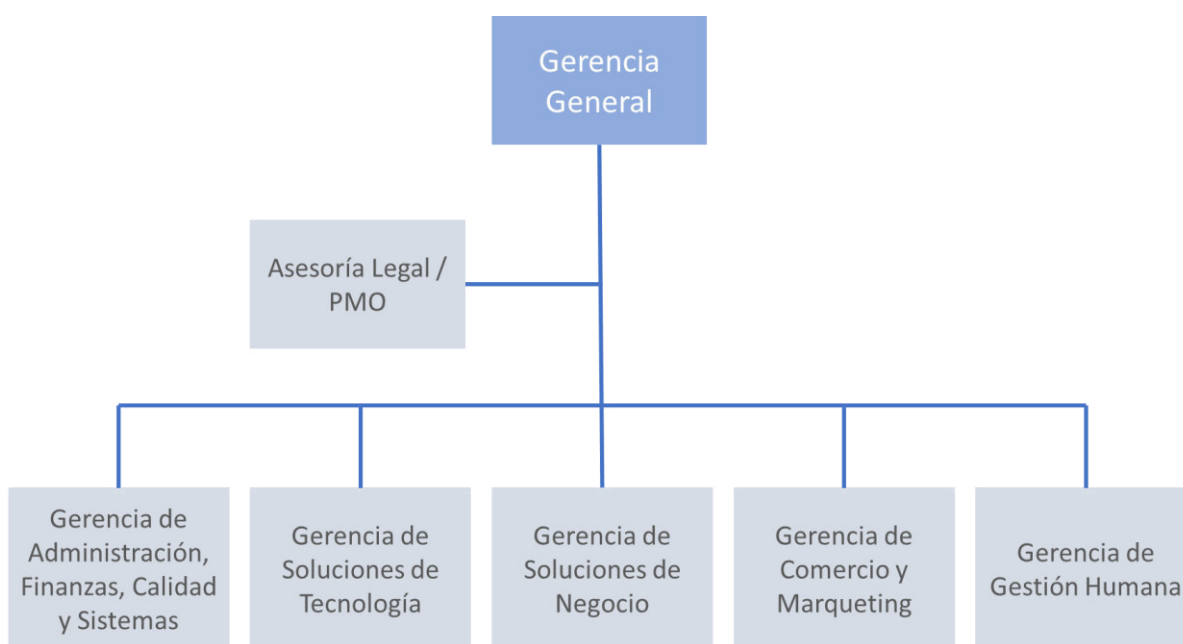 Gerencia
General
Asesoría Legal /
PMO
Gerencia de
Administración,
Finanzas, Calidad
y Sistemas
Gerencia de
Soluciones de
Tecnología
Gerencia de
Soluciones de
Negocio
Gerencia de
Comercio y
Marqueting
Gerencia de
Gestión Humana